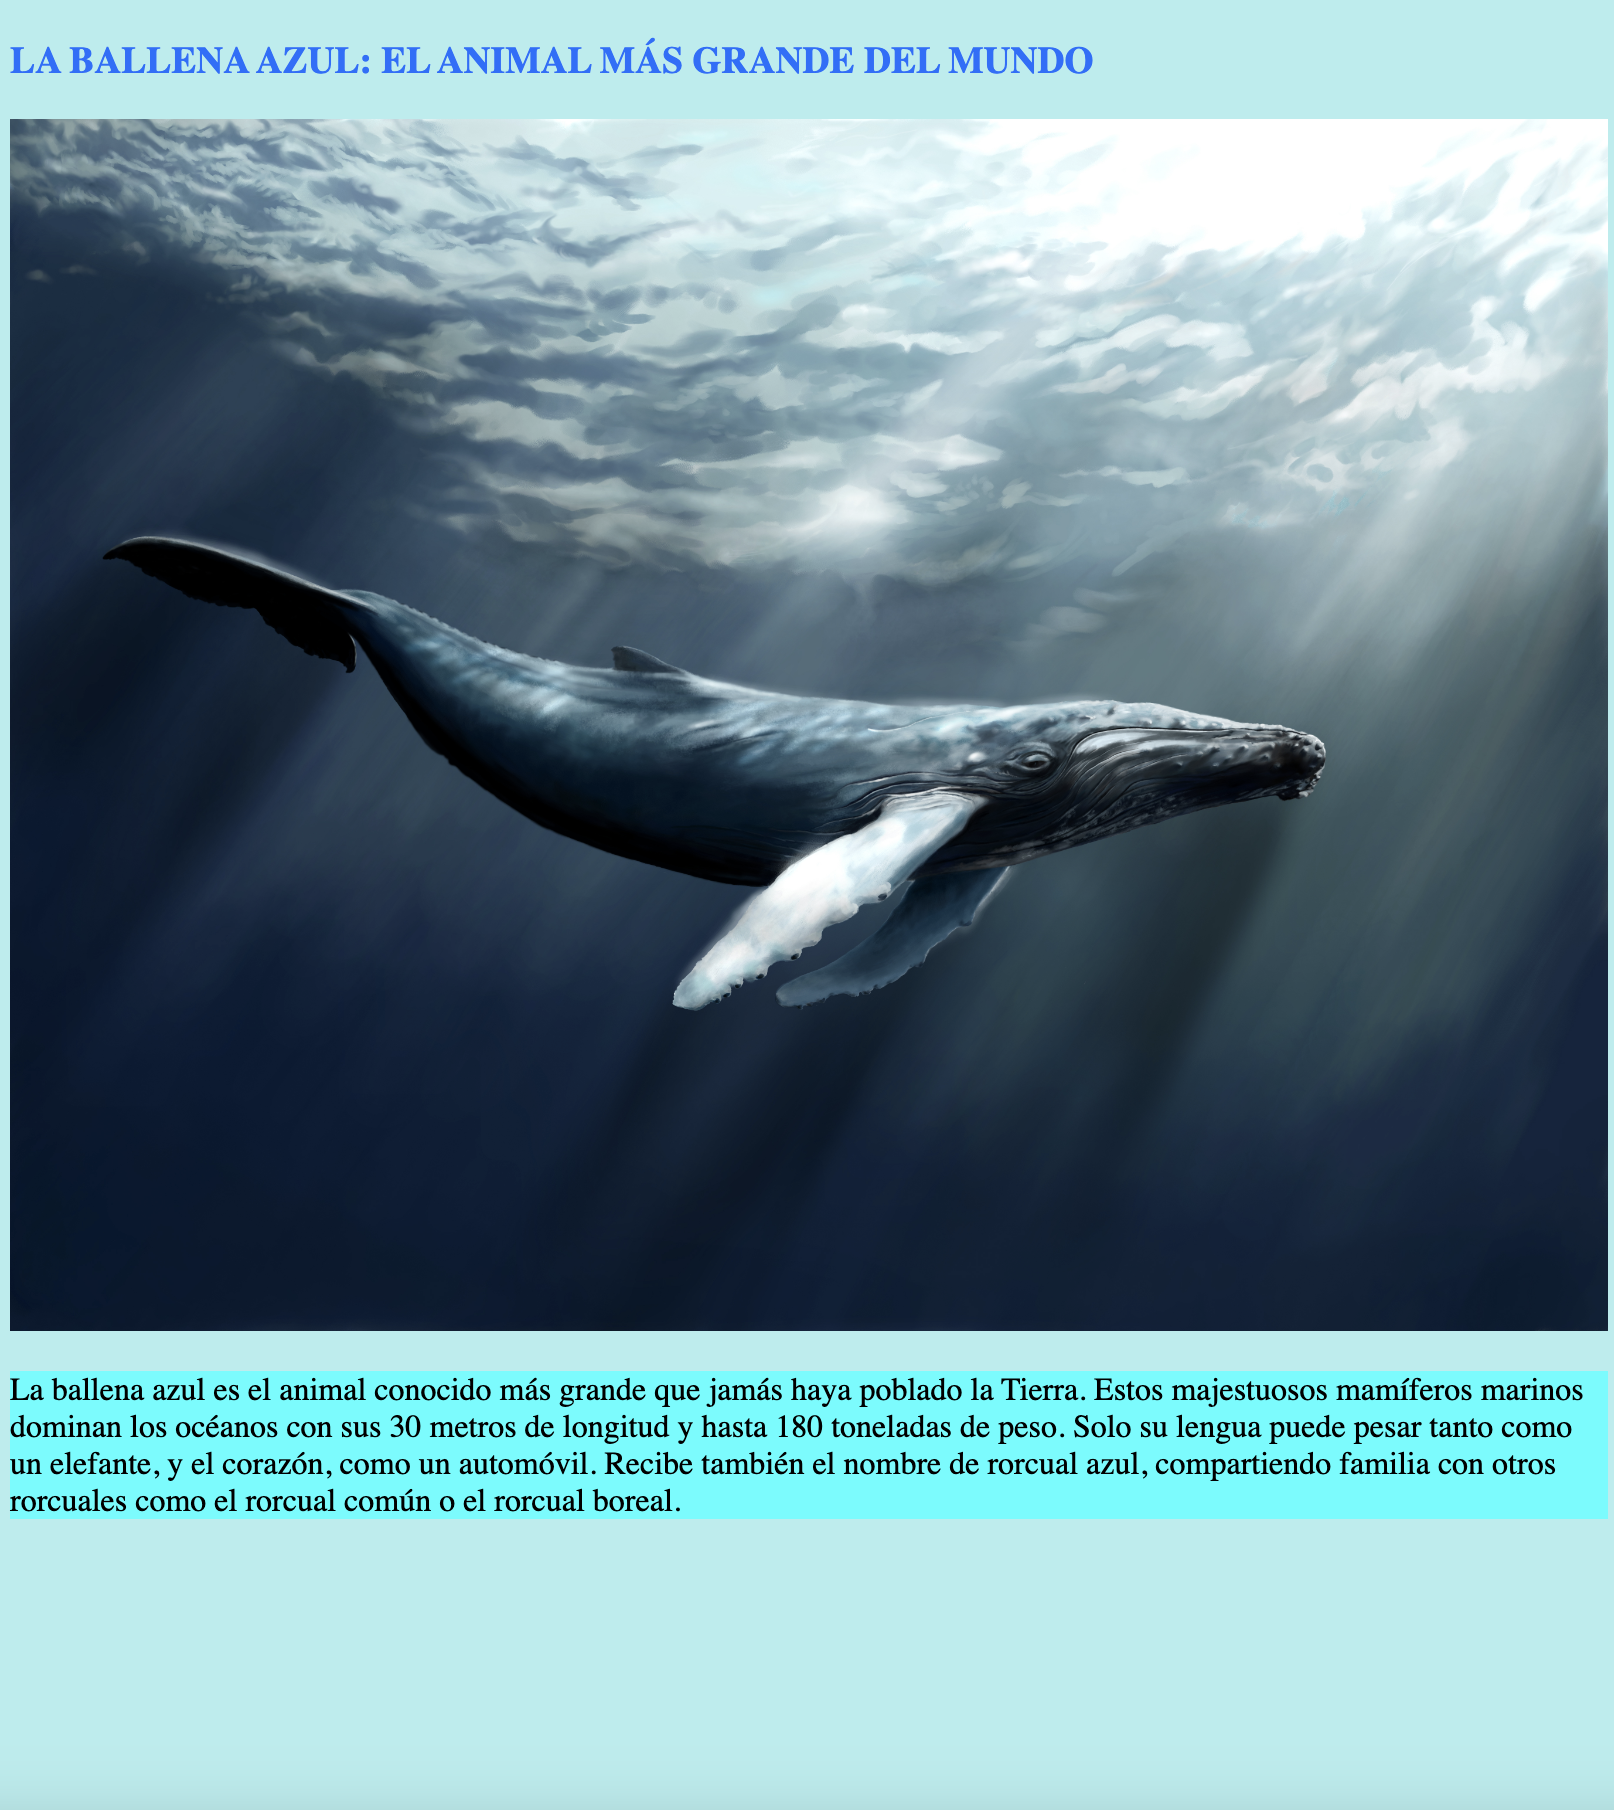 LA BALLENA AZUL: EL ANIMAL MÁS GRANDE DEL MUNDO
La ballena azul es el animal conocido más grande que jamás haya poblado la Tierra. Estos majestuosos mamíferos marinos
dominan los océanos con sus 30 metros de longitud y hasta 180 toneladas de peso. Solo su lengua puede pesar tanto como
un elefante, y el corazón, como un automóvil. Recibe también el nombre de rorcual azul, compartiendo familia con otros
rorcuales como el rorcual común o el rorcual boreal.